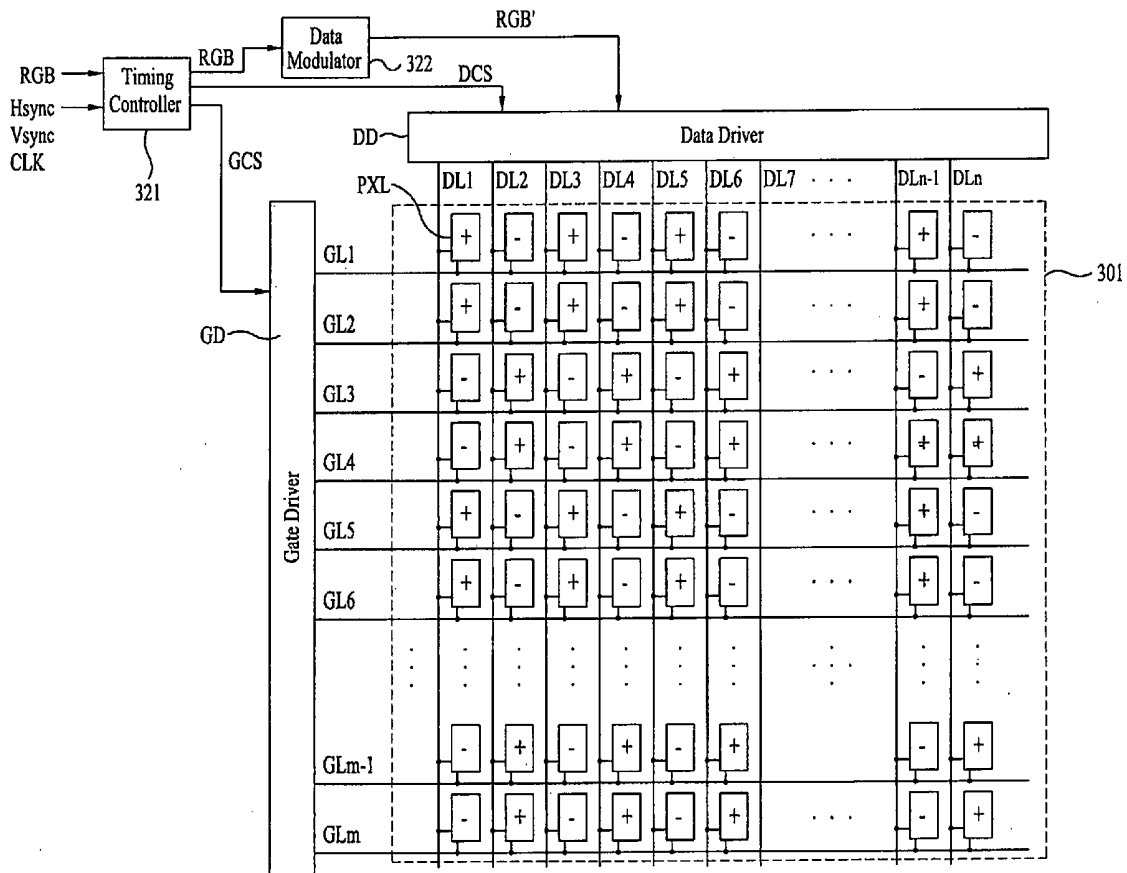 RGB'
Data
Modulator
322
RGB
RGB
Timing
Controller
DCS
Hsync
Vsync
CLK
321
GCS
DD
Data Driver
PXL
DL1 DL2 DL3 DL4 DL5 DL6 DL7 · · · DLn-1 DLn
GL1 + - + - + - · · · + -
301
GL2 + - + - + - · · · + -
GD
GL3 - + - + - + · · · - +
GL4 - + - + - + · · · + +
GL5 + - + - + - · · · + -
GL6 + - + - + - · · · + -
Gate Driver
GLm-1 - + - + - + · · · - +
GLm - + - + - + · · · - +